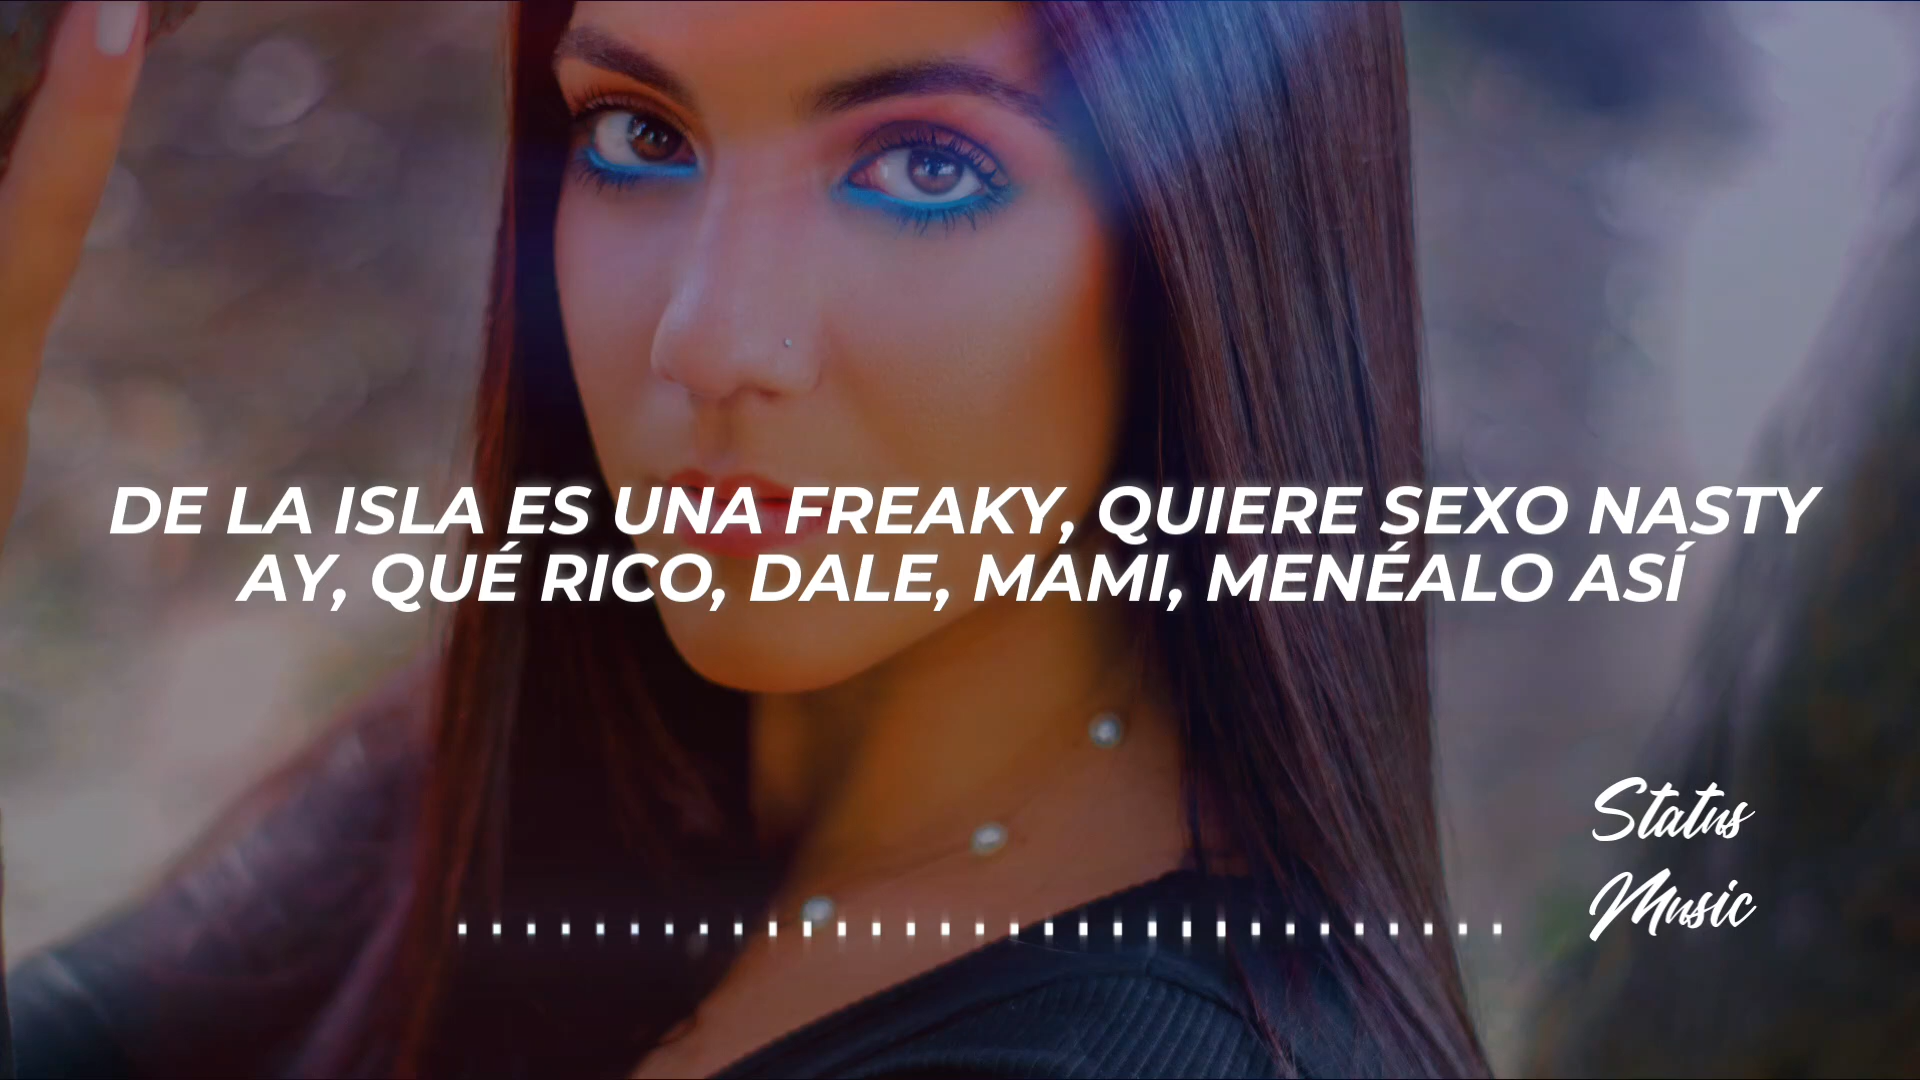 DE LA ISLA ES UNA FREAKY, QUIERE SEXO NASTY
AY, QUÉ RICO, DALE, MAMI, MENÉALO ASÍ
Status
Music